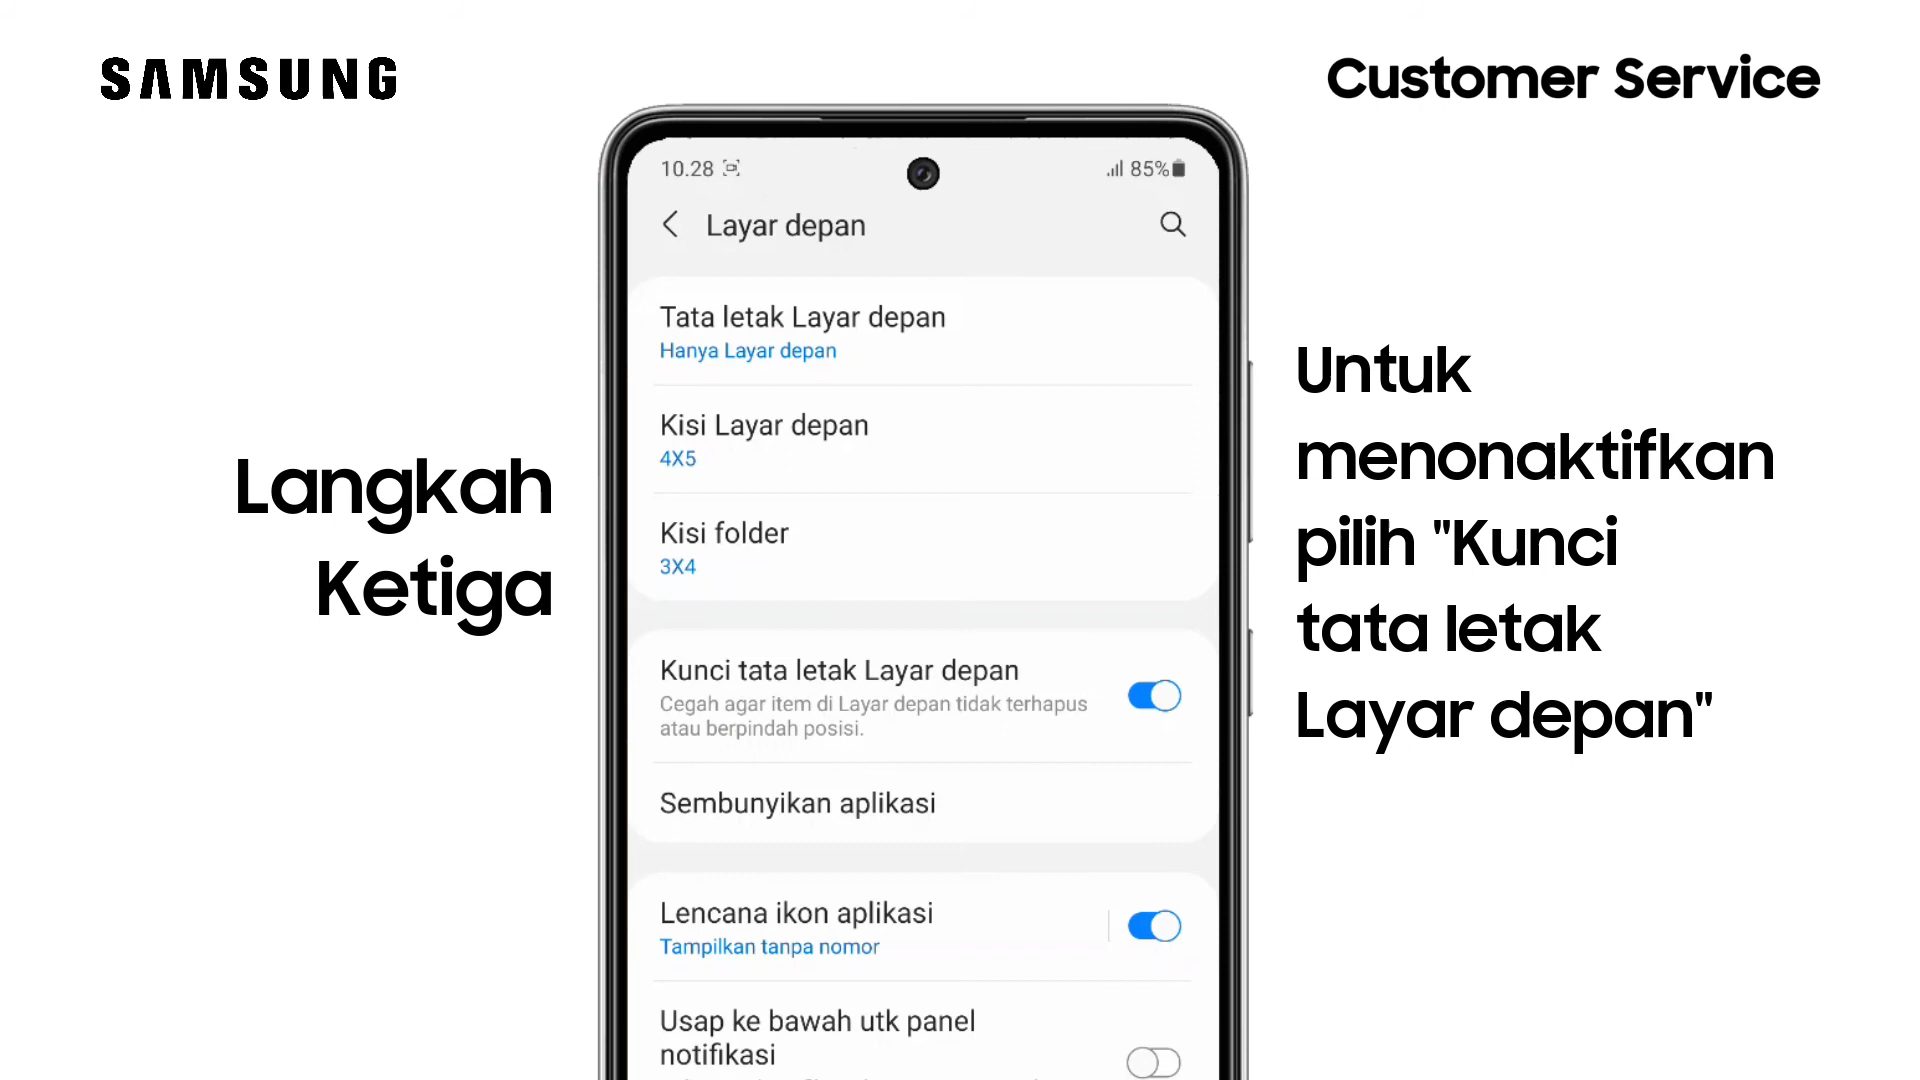 SAMSUNG
Customer Service
10.28
85%
Layar depan
Tata letak Layar depan
Hanya Layar depan
Kisi Layar depan
4X5
Kisi folder
3X4
Kunci tata letak Layar depan
Cegah agar item di Layar depan tidak terhapus
atau berpindah posisi.
Sembunyikan aplikasi
Lencana ikon aplikasi
Tampilkan tanpa nomor
Usap ke bawah utk panel
notifikasi
Langkah
Ketiga
Untuk
menonaktifkan
pilih "Kunci
tata letak
Layar depan"